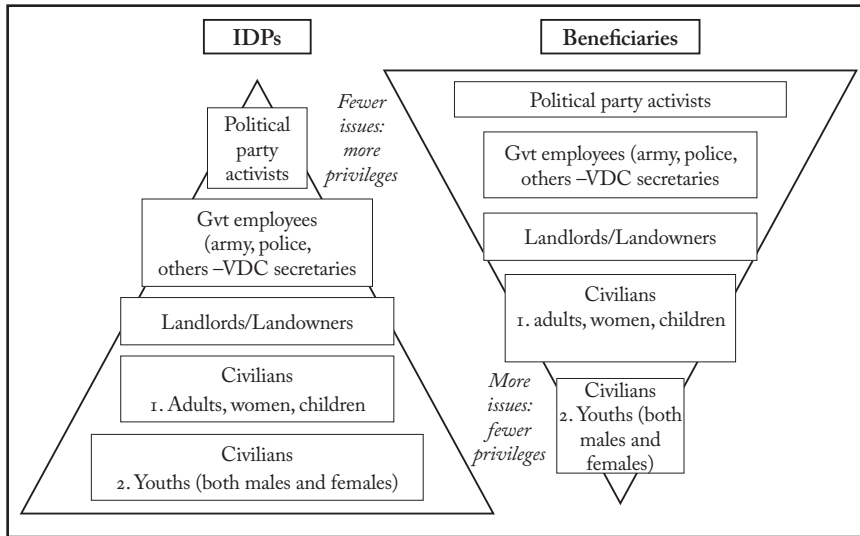 IDPs
Political
party
activists
Gvt employees
(army, police,
others –VDC secretaries
Landlords/Landowners
Civilians
1. Adults, women, children
Civilians
2. Youths (both males and females)
Fewer
issues:
more
privileges
Beneficiaries
Political party activists
Gvt employees (army, police,
others –VDC secretaries
Landlords/Landowners
Civilians
1. adults, women, children
Civilians
2. Youths (both
males and
females)
More
issues:
fewer
privileges